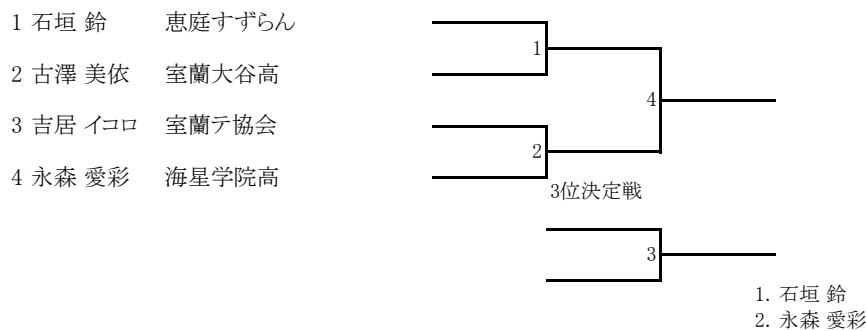 1 石垣 鈴 恵庭すずらん
1
2 古澤 美依 室蘭大谷高
4
3 吉居 イコロ 室蘭テ協会
2
4 永森 愛彩 海星学院高
3位決定戦
3
1. 石垣 鈴
2. 永森 愛彩